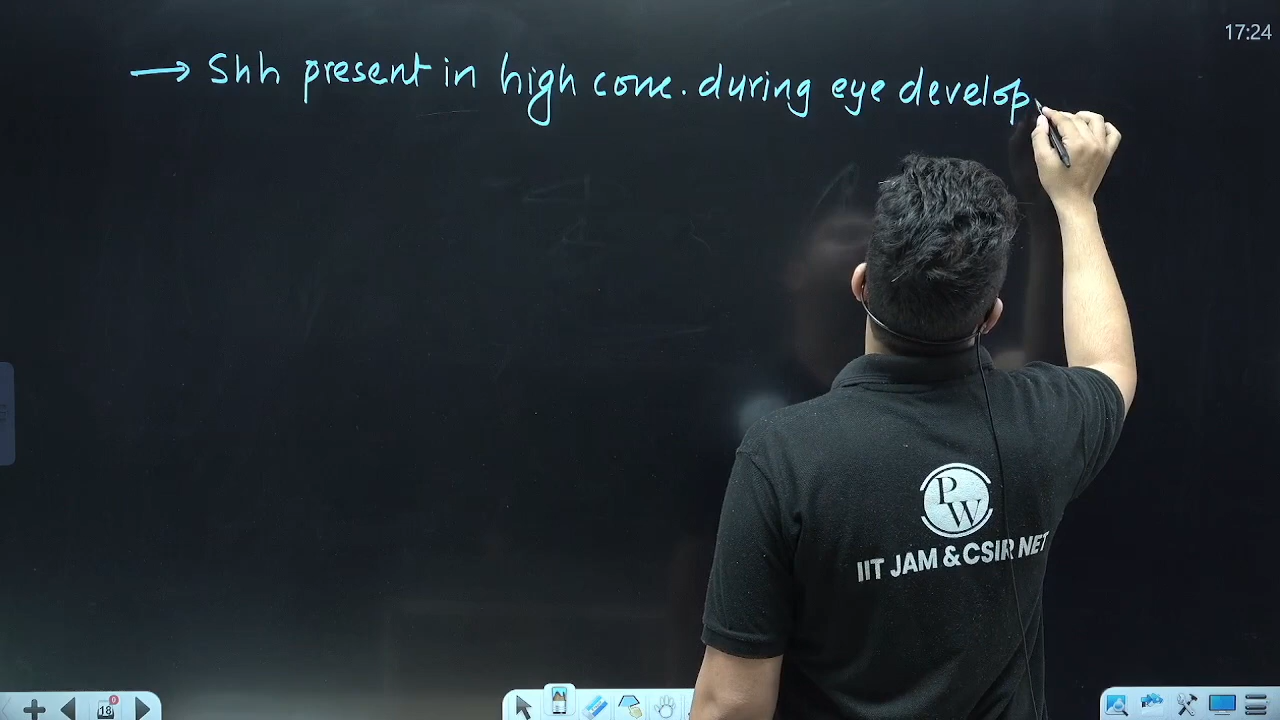 17:24
→ Shh present in high conc. during eye develop
PW
IIT JAM & CSIR NET
18